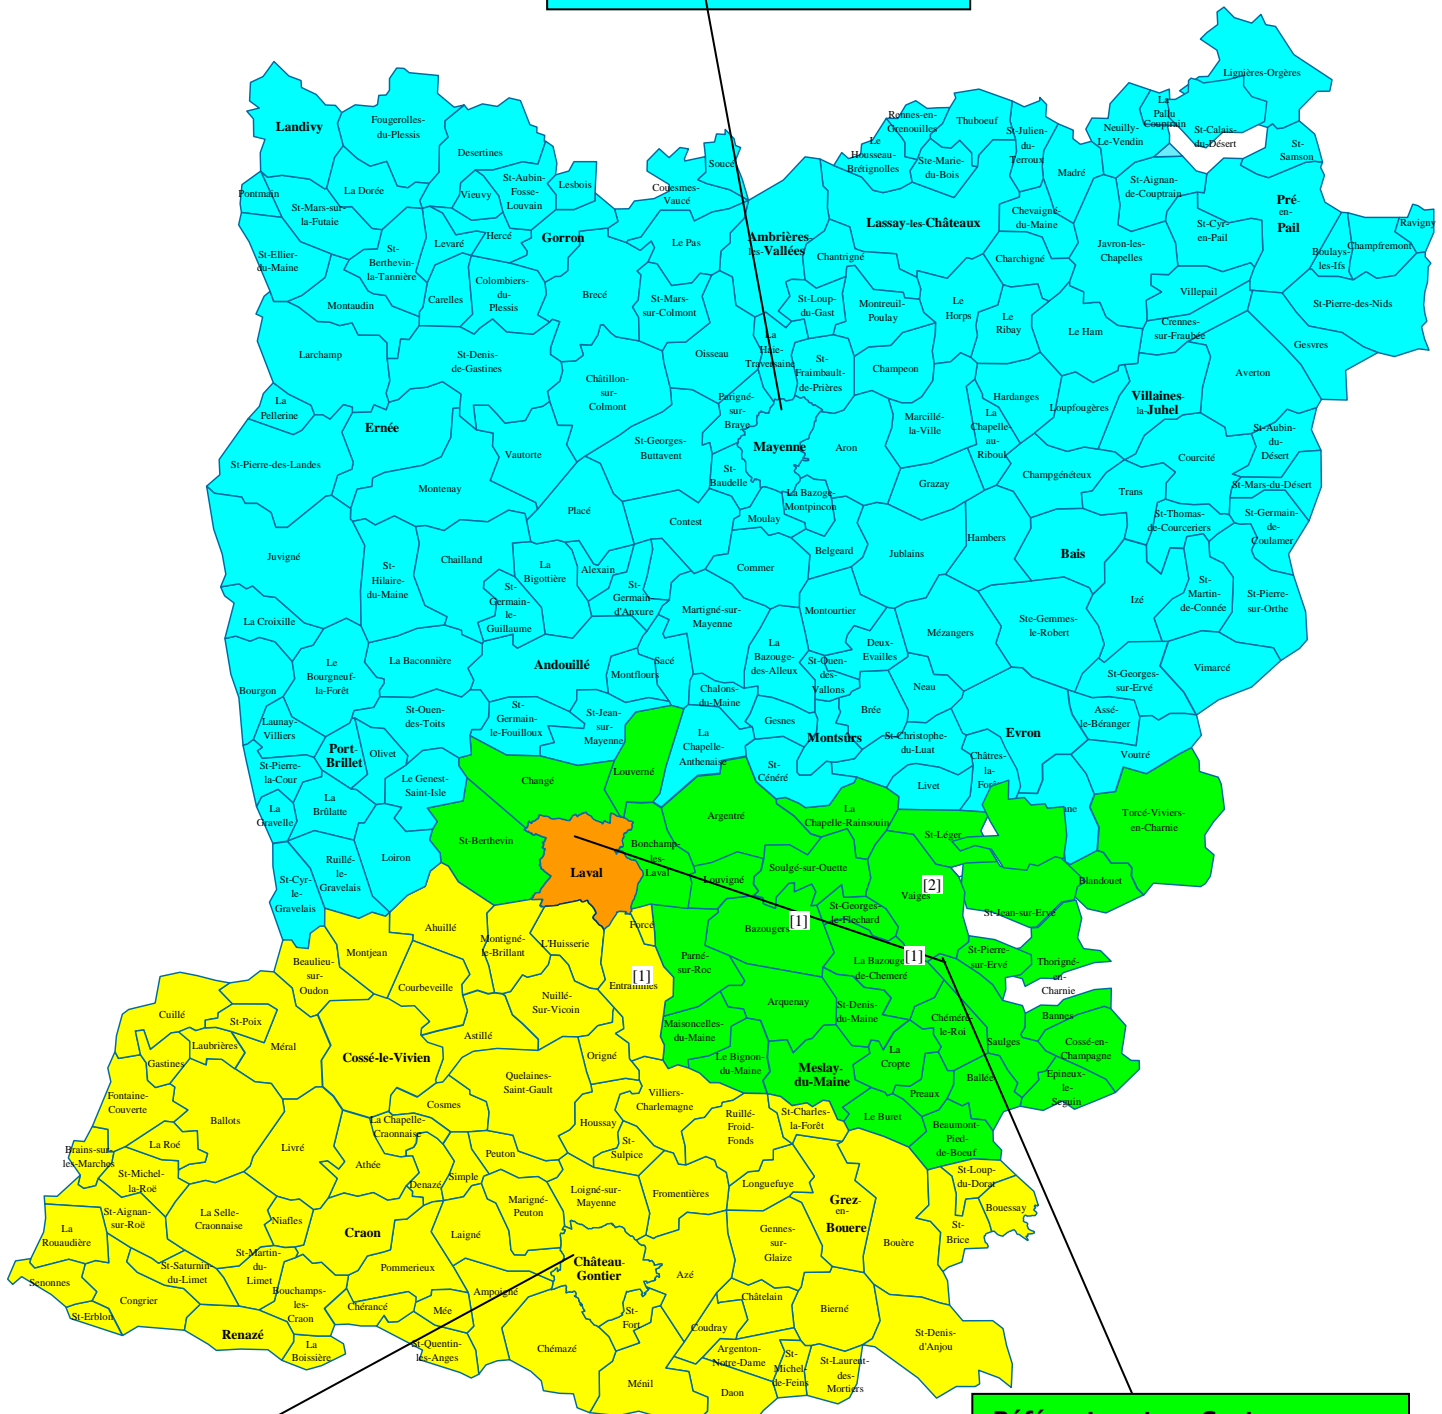 Lignières-Orgères
La
Pallu
Couptrain
Rennes-en-
Grenouilles
Thuboeuf
St-Julien-
du-
Terroux
Neuilly-
Le-Vendin
St-Calais-
du-Désert
St-
Samson
Landivy
Fougerolles-
du-Plessis
Desertines
Le
Housseau-
Brétignolles
Ste-Marie-
du-Bois
Madré
St-Aignan-
de-Couptrain
Soucé
Couesmes-
Vaucé
Pontmain
La Dorée
Vieuvy
St-Aubin-
Fosse-
Louvain
Lesbois
St-Mars-sur-
la-Futaie
Pré-
en-
Pail
Lassay-les-Châteaux
Chevaigné-
du-Maine
St-Cyr-
en-Pail
Ravigny
Champfremont
Boulays-
les-Ifs
Levaré
Hercé
Gorron
Le Pas
Ambrières-
les-Vallées
Chantrigné
Charchigné
Javron-les-
Chapelles
St-Ellier-
du-Maine
St-
Berthevin-
la-Tannière
Colombiers-
du-
Plessis
Carelles
Montaudin
Brecé
St-Mars-
sur-Colmont
St-Loup-
du-Gast
Montreuil-
Poulay
Le
Horps
Le
Ribay
Le Ham
Villepail
St-Pierre-des-Nids
Crennes-
sur-Fraubée
Gesvres
Larchamp
St-Denis-
de-Gastines
Oisseau
La
Haie-
Traversaine
St-
Fraimbault-
de-Prières
Champeon
Averton
Châtillon-
sur-
Colmont
La
Pellerine
Ernée
Parigné-
sur-
Braye
Hardanges
Loupfougères
Villaines-
la-Juhel
Marcillé-
la-Ville
La
Chapelle-
au-
Riboul
St-Aubin-
du-
Désert
St-Pierre-des-Landes
Vautorte
St-Georges-
Buttavent
Mayenne
Aron
Courcité
Montenay
St-
Baudelle
Grazay
Champgénéteux
Trans
St-Mars-du-Désert
La Bazoge-
Montpincon
Placé
Contest
Moulay
St-Thomas-
de-Courceriers
St-Germain-
de-
Coulamer
Juvigné
Chailland
St-
Hilaire-
du-Maine
La
Bigottière
Alexain
Commer
Belgeard
Jublains
Hambers
Bais
St-
Germain-
d'Anxure
St-
Germain-
le-
Guillaume
Izé
St-
Martin-
de-Connée
St-Pierre-
sur-Orthe
La Croixille
Martigné-sur-
Mayenne
Montourtier
Mézangers
Ste-Gemmes-
le-Robert
La Baconnière
Andouillé
Sacé
Montflours
La
Bazouge-
des-Alleux
Deux-
Evailles
St-Ouen-
des-
Vallons
Vimarcé
Le
Bourgneuf-
la-Forêt
Bourgon
Chalons-
du-Maine
Neau
St-Georges-
sur-Ervé
Launay-
Villiers
St-Ouen-
des-Toits
St-
Germain-
le-Fouilloux
St-Jean-
sur-
Mayenne
Gesnes
Brée
Assé-
le-Béranger
Port-
Brillet
Olivet
La
Chapelle-
Anthenaise
Montsûrs
St-Christophe-
du-Luat
Evron
Voutré
St-Pierre-
la-Cour
Le Genest-
Saint-Isle
Changé
Louverné
St-
Cénéré
Livet
Châtres-
la-
Forê
ne
La
Gravelle
La
Brûlatte
Argentré
La
Chapelle-Rainsouin
St-Léger
Torcé-Viviers-
en-Charnie
St-Berthevin
Bonchamp-
les-
Laval
Loiron
Ruillé-
le-
Gravelais
Laval
Louvigné
Soulgé-sur-Ouette
[2]
Vaiges
Blandouet
St-Cyr-
le-
Gravelais
St-Georges-
le-Flechard
St-Jean-sur-Ervé
Ahuillé
Forcé
Bazougers
[1]
Montjean
Montigné-
le-Brillant
L'Huisserie
[1]
St-Pierre-
sur-Ervé
Beaulieu-
sur-
Oudon
Courbeveille
Parné-
sur-Roc
La Bazouge
de-Chemeré
Thorigné-
en-
Charnie
[1]
Entrammes
Nuillé-
Sur-Vicoin
Arquenay
St-Denis-
du-Maine
Cuillé
St-Poix
Chéméré-
le-Roi
Bannes
Laubrières
Méral
Astillé
Maisoncelles-
du-Maine
Saulges
Cossé-en-
Champagne
Gastines
Cossé-le-Vivien
Origné
Le Bignon-
du-Maine
Meslay-
du-Maine
La
Cropte
Ballée
Epineux-
le-
Seguin
Quelaines-
Saint-Gault
Preaux
Fontaine-
Couverte
Cosmes
Villiers-
Charlemagne
Ballots
La Chapelle-
Craonnaise
Houssay
Ruillé-
Froid-
Fonds
St-Charles-
la-Forêt
Le Buret
Beaumont-
Pied-
de-Boeuf
La Roé
Livré
Brains-sur-
les-Marches
St-Michel-
la-Roë
Athée
Peuton
St-
Sulpice
Denazé
Simple
St-Loup-
du-Dorat
Longuefuye
Loigné-sur-
Mayenne
Fromentières
Marigné-
Peuton
Grez-
en-
Bouere
Bouessay
St-Aignan-
sur-Roë
La Selle-
Craonnaise
Niafles
Craon
Laigné
La
Rouaudière
Gennes-
sur-
Glaize
Bouère
St-
Brice
St-Martin-
du-
Limet
St-Saturnin-
du-Limet
Pommerieux
Château-
Gontier
Azé
Senonnes
Congrier
Bouchamps-
les-
Craon
Ampoigné
Châtelain
Chérancé
Mée
Bierné
St-Erblon
Renazé
St-
Fort
Coudray
La
Boissière
St-Quentin-
les-Anges
Chémazé
Argenton-
Notre-Dame
St-
Michel-
de-Feins
St-Laurent-
des-
Mortiers
St-Denis-
d'Anjou
Ménil
Daon